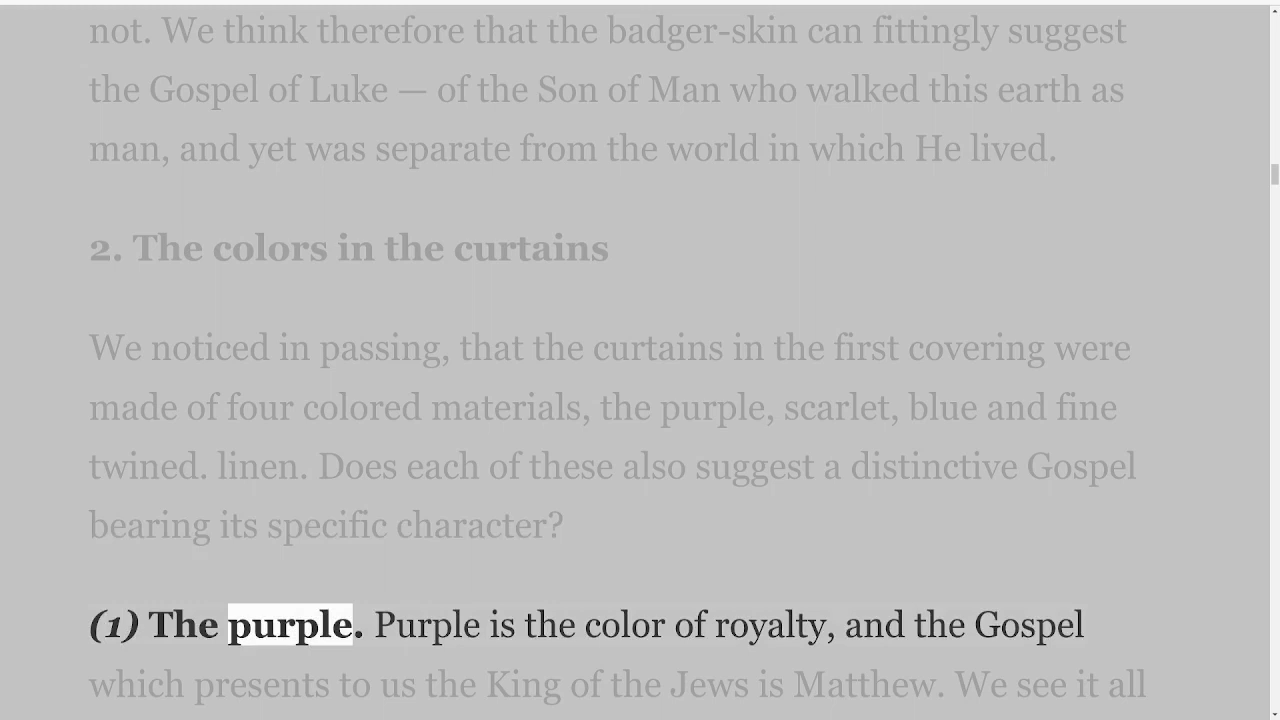 not. We think therefore that the badger-skin can fittingly suggest
the Gospel of Luke — of the Son of Man who walked this earth as
man, and yet was separate from the world in which He lived.
2. The colors in the curtains
We noticed in passing, that the curtains in the first covering were
made of four colored materials, the purple, scarlet, blue and fine
twined. linen. Does each of these also suggest a distinctive Gospel
bearing its specific character?
(1) The purple. Purple is the color of royalty, and the Gospel
which presents to us the King of the Jews is Matthew. We see it all